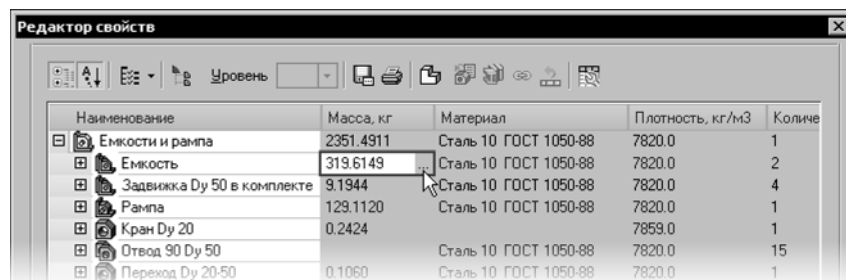 Редактор свойств
Уровень
Наименование Масса, кг Материал Плотность, кг/м3 Количе
Емкости и рампа 2351.4911 Сталь 10 ГОСТ 1050-88 7820.0 1
Емкость 319.6149 ... Сталь 10 ГОСТ 1050-88 7820.0 2
Задвижка Dy 50 в комплекте 9.1944 Сталь 10 ГОСТ 1050-88 7820.0 4
Рампа 129.1120 Сталь 10 ГОСТ 1050-88 7820.0 1
Кран Dy 20 0.2424 7859.0 1
Отвод 90 Dy 50 Сталь 10 ГОСТ 1050-88 7820.0 15
Переход Dy 20-50 0.1060 Сталь 10 ГОСТ 1050-88 7820.0 1